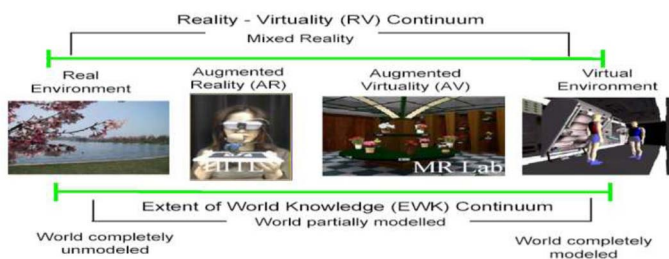 Reality - Virtuality (RV) Continuum
Mixed Reality
Real
Environment
Augmented
Reality (AR)
Augmented
Virtuality (AV)
Virtual
Environment
MR Lab
Extent of World Knowledge (EWK) Continuum
World partially modelled
World completely
unmodeled
World completely
modeled